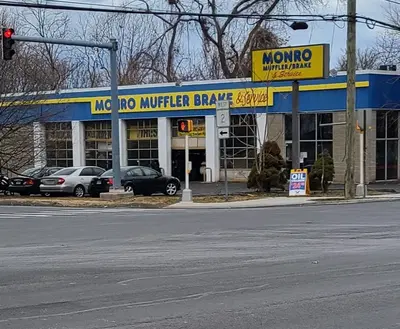 MONRO
MUFFLER/BRAKE
& Service
MONRO MUFFLER BRAKE & Service
OIL